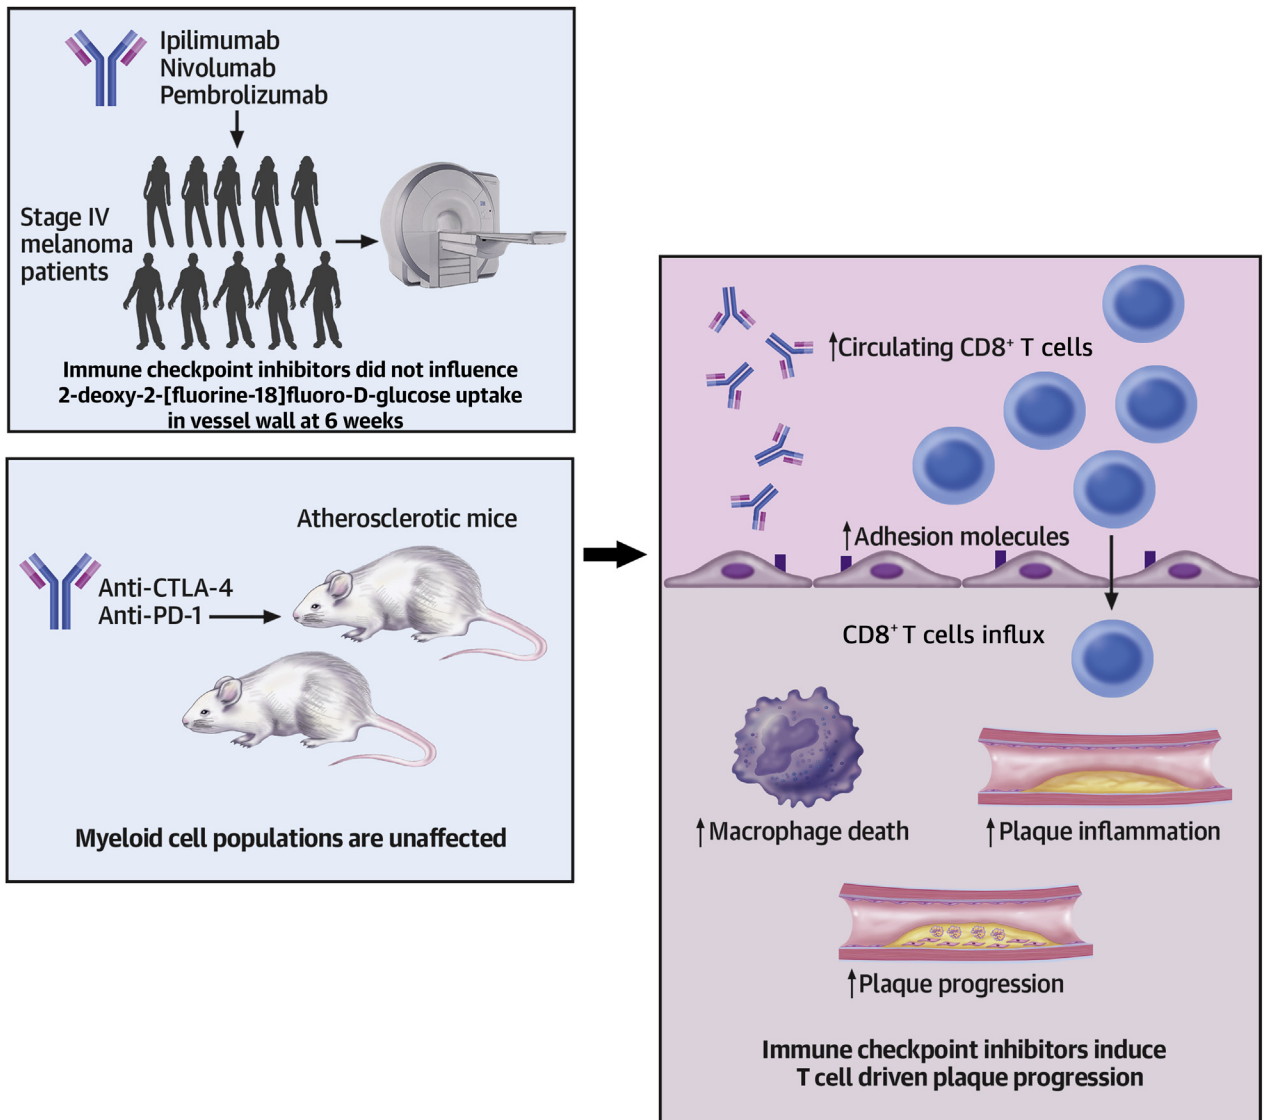 Ipilimumab
Nivolumab
Pembrolizumab
Stage IV
melanoma
patients
Immune checkpoint inhibitors did not influence
2-deoxy-2-[fluorine-18]fluoro-D-glucose uptake
in vessel wall at 6 weeks
Atherosclerotic mice
Anti-CTLA-4
Anti-PD-1
Myeloid cell populations are unaffected
↑Circulating CD8⁺ T cells
↑Adhesion molecules
CD8⁺ T cells influx
↑Macrophage death
↑Plaque inflammation
↑Plaque progression
Immune checkpoint inhibitors induce
T cell driven plaque progression